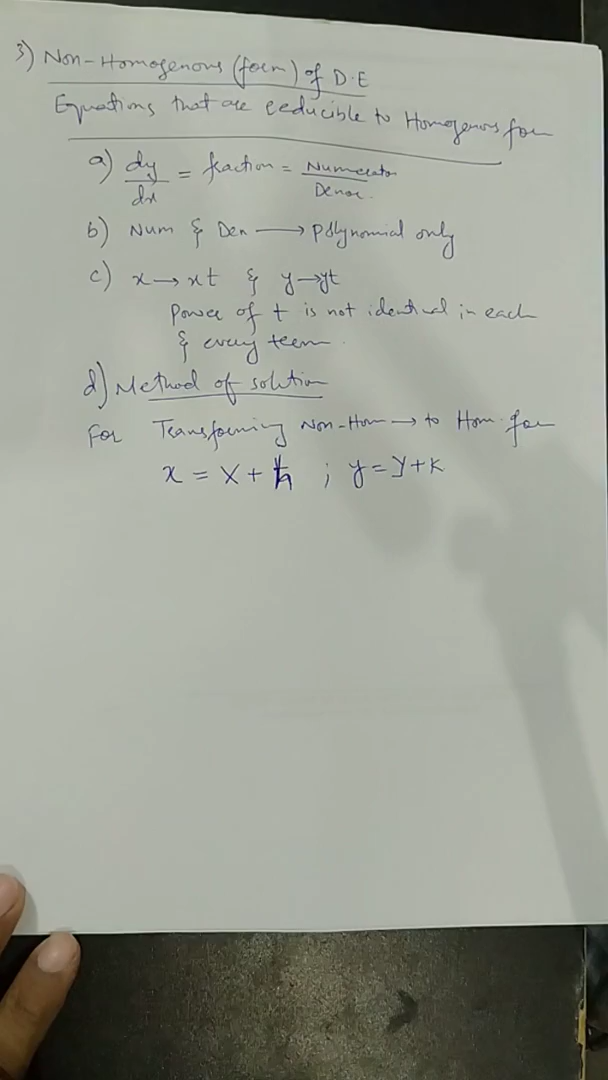 3) Non-Homogenous (form) of D.E
Equations that are reducible to Homogenous form
a) dy/dx = fraction = Numerator/Denor.
b) Num & Den → Polynomial only
c) x → xt & y → yt
Power of t is not identical in each
& every term.
d) Method of solution
For Transforming Non-Hom → to Hom. form
x = X + h ; y = Y + K